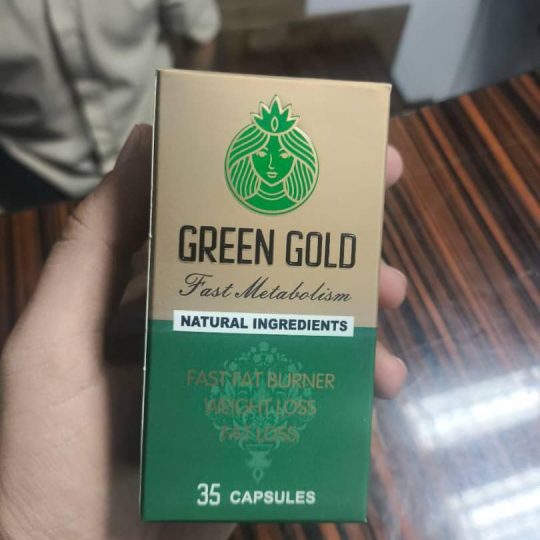 GREEN GOLD
Fast Metabolism
NATURAL INGREDIENTS
FAST FAT BURNER
WEIGHT LOSS
FAT LOSS
35 CAPSULES